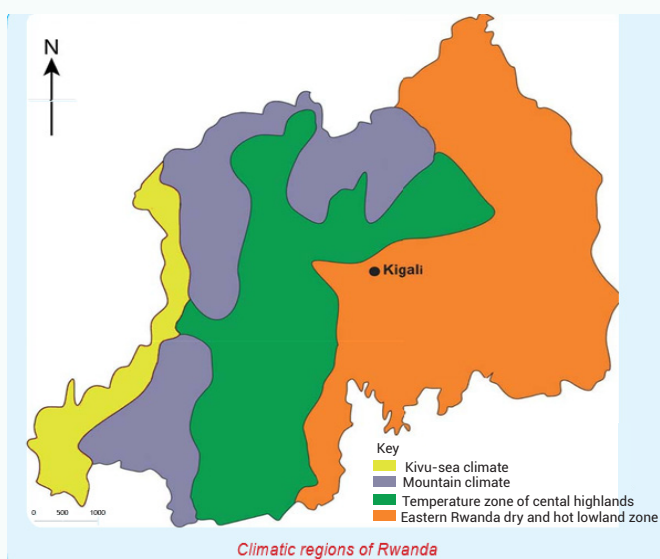 N
Kigali
Key
Kivu-sea climate
Mountain climate
Temperature zone of cental highlands
Eastern Rwanda dry and hot lowland zone
0 500 1000
Climatic regions of Rwanda